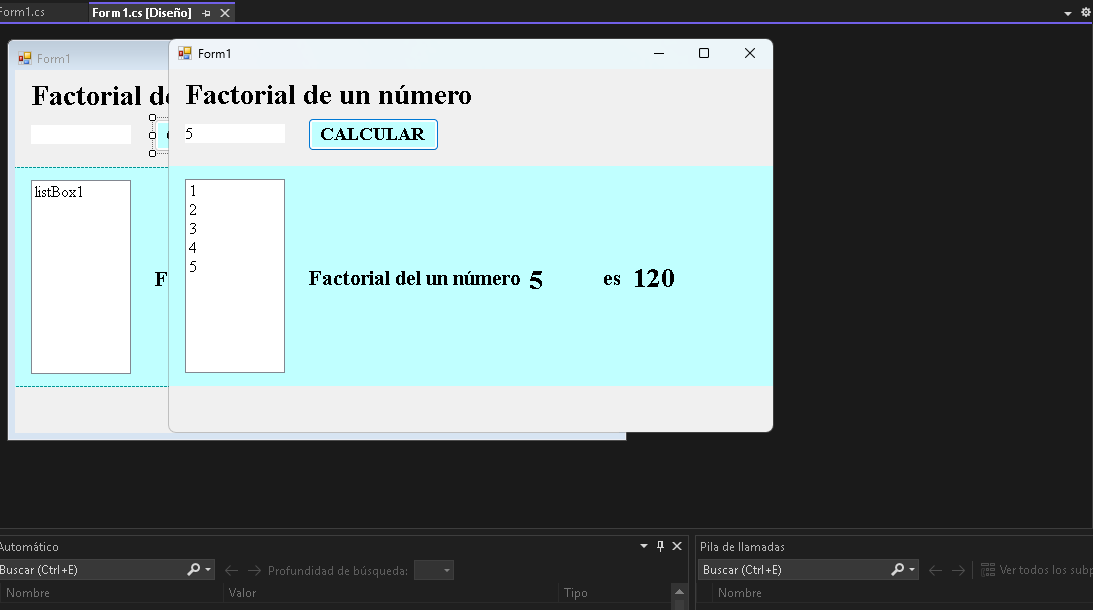 Form1.cs
Form1.cs [Diseño]
Form1
Factorial de
listBox1
F
Form1
Factorial de un número
5
CALCULAR
1
2
3
4
5
Factorial del un número 5 es 120
Automático
Buscar (Ctrl+E)
Profundidad de búsqueda:
Nombre
Valor
Tipo
Pila de llamadas
Buscar (Ctrl+E)
Ver todos los subp
Nombre